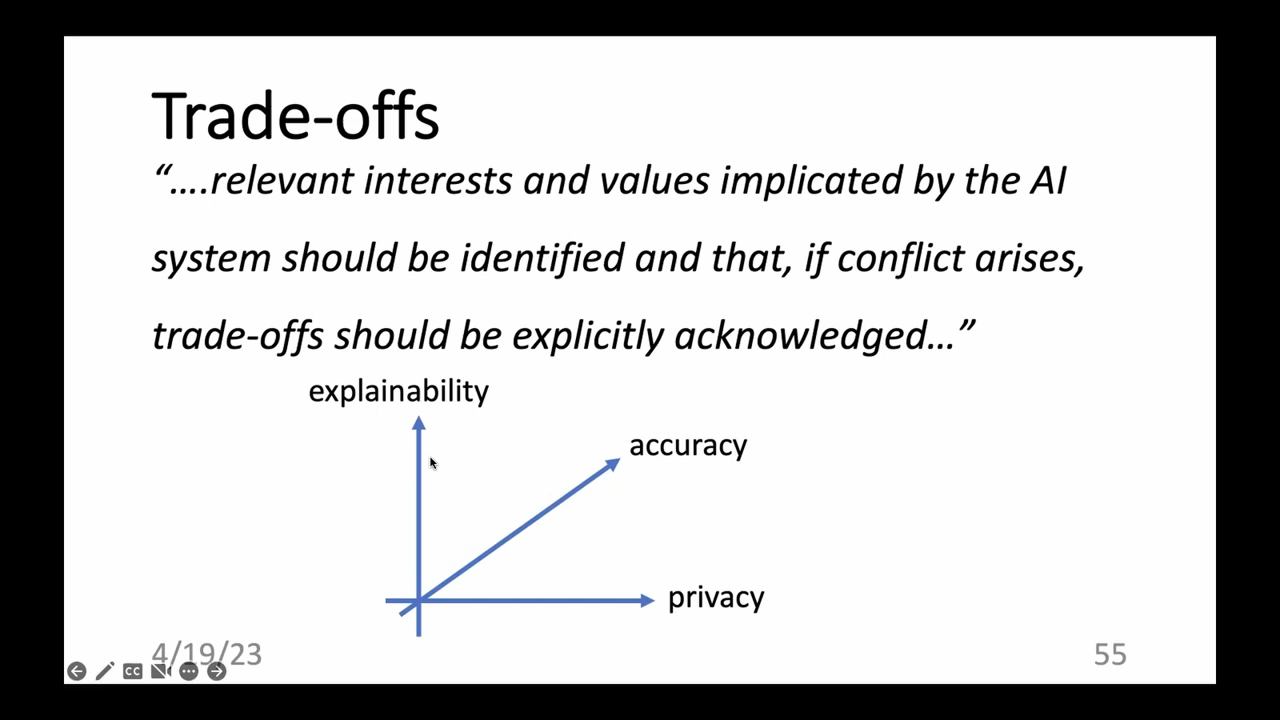 Trade-offs
“....relevant interests and values implicated by the AI
system should be identified and that, if conflict arises,
trade-offs should be explicitly acknowledged…”
explainability
accuracy
privacy
4/19/23
55
CC